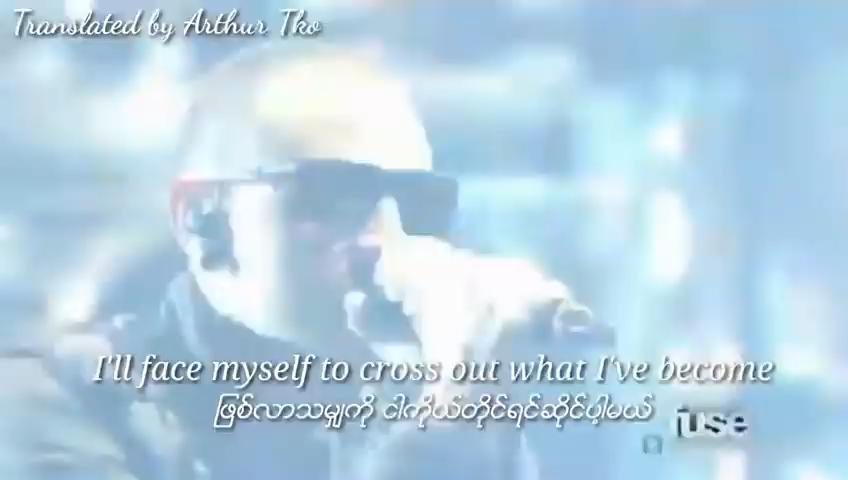 Translated by Arthur Tko
I'll face myself to cross out what I've become
ဖြစ်လာသမျှကို ငါကိုယ်တိုင်ရင်ဆိုင်ပါ့မယ်
fuse